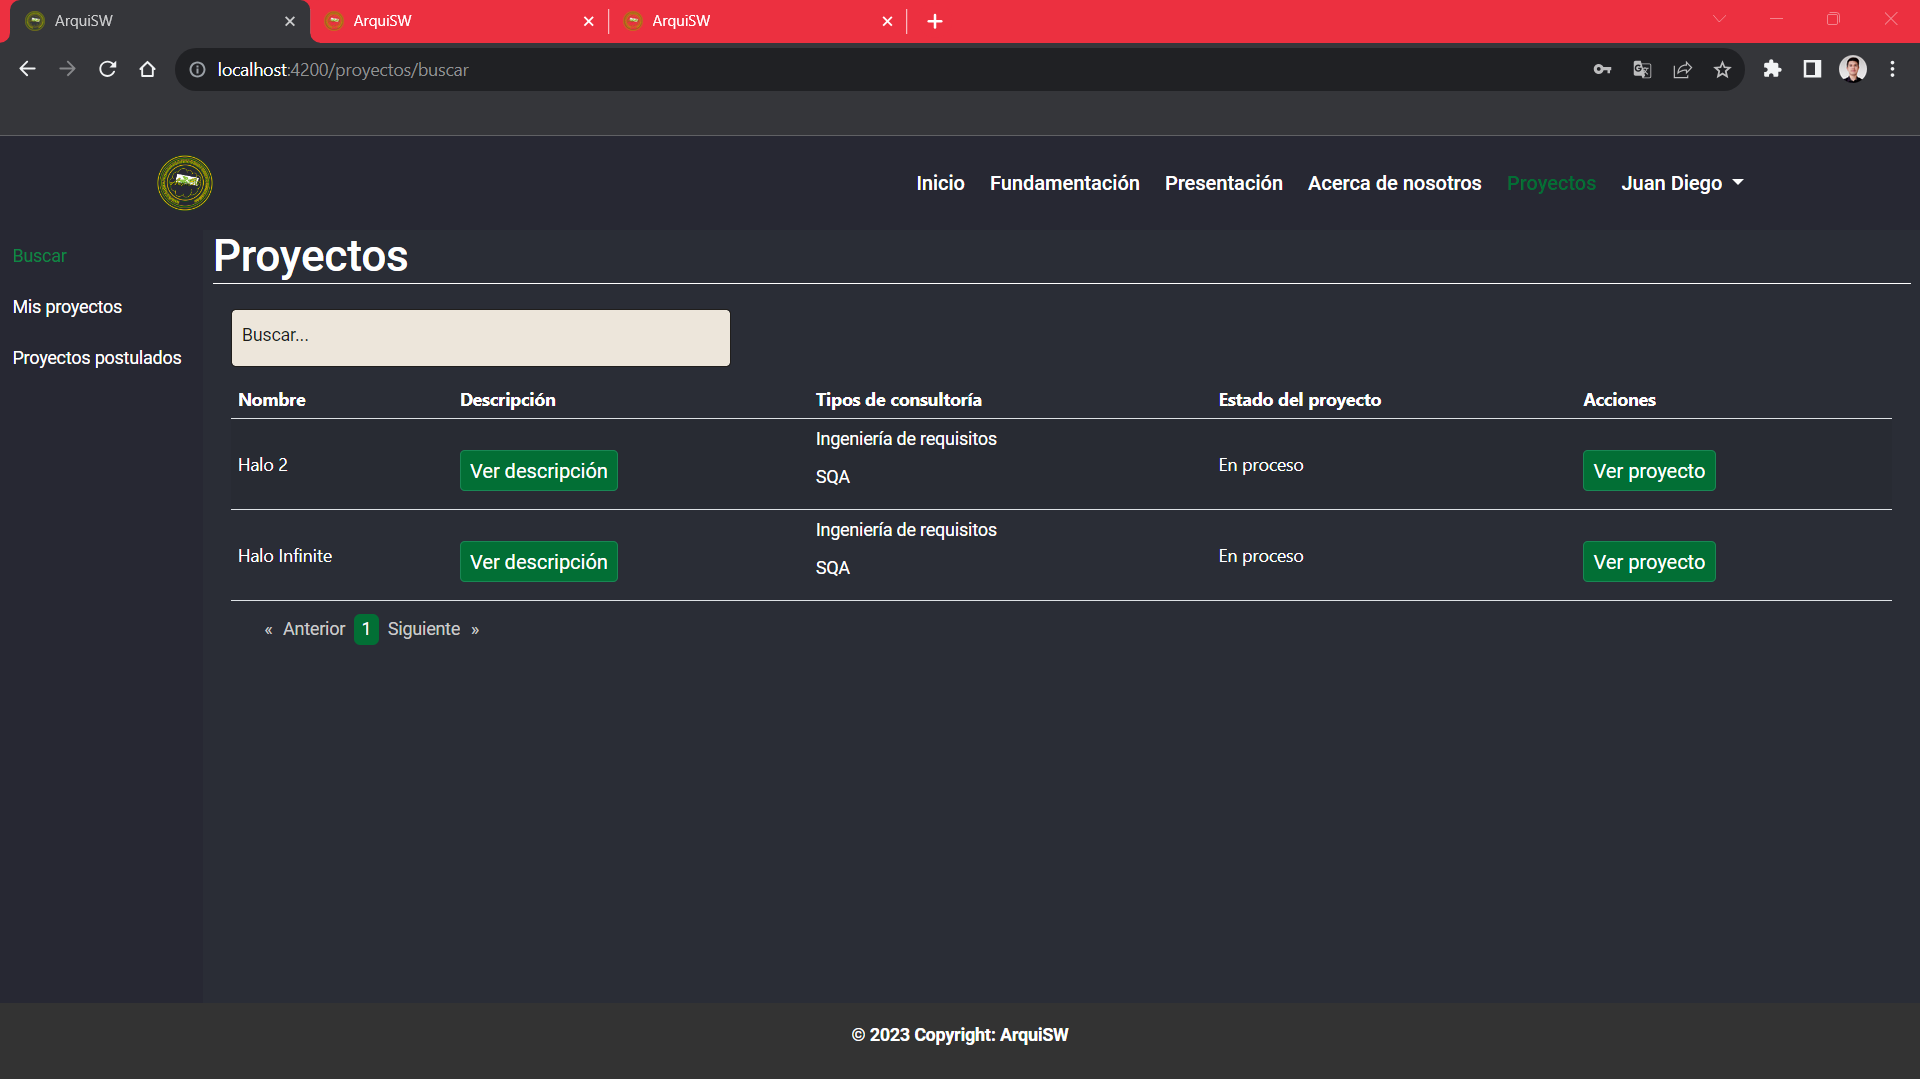 ArquiSW
ArquiSW
ArquiSW
localhost:4200/proyectos/buscar
Inicio Fundamentación Presentación Acerca de nosotros Proyectos Juan Diego
Buscar
Mis proyectos
Proyectos postulados
Proyectos
Buscar...
Nombre Descripción Tipos de consultoría Estado del proyecto Acciones
Halo 2 Ver descripción Ingeniería de requisitos
SQA En proceso Ver proyecto
Halo Infinite Ver descripción Ingeniería de requisitos
SQA En proceso Ver proyecto
« Anterior 1 Siguiente »
© 2023 Copyright: ArquiSW